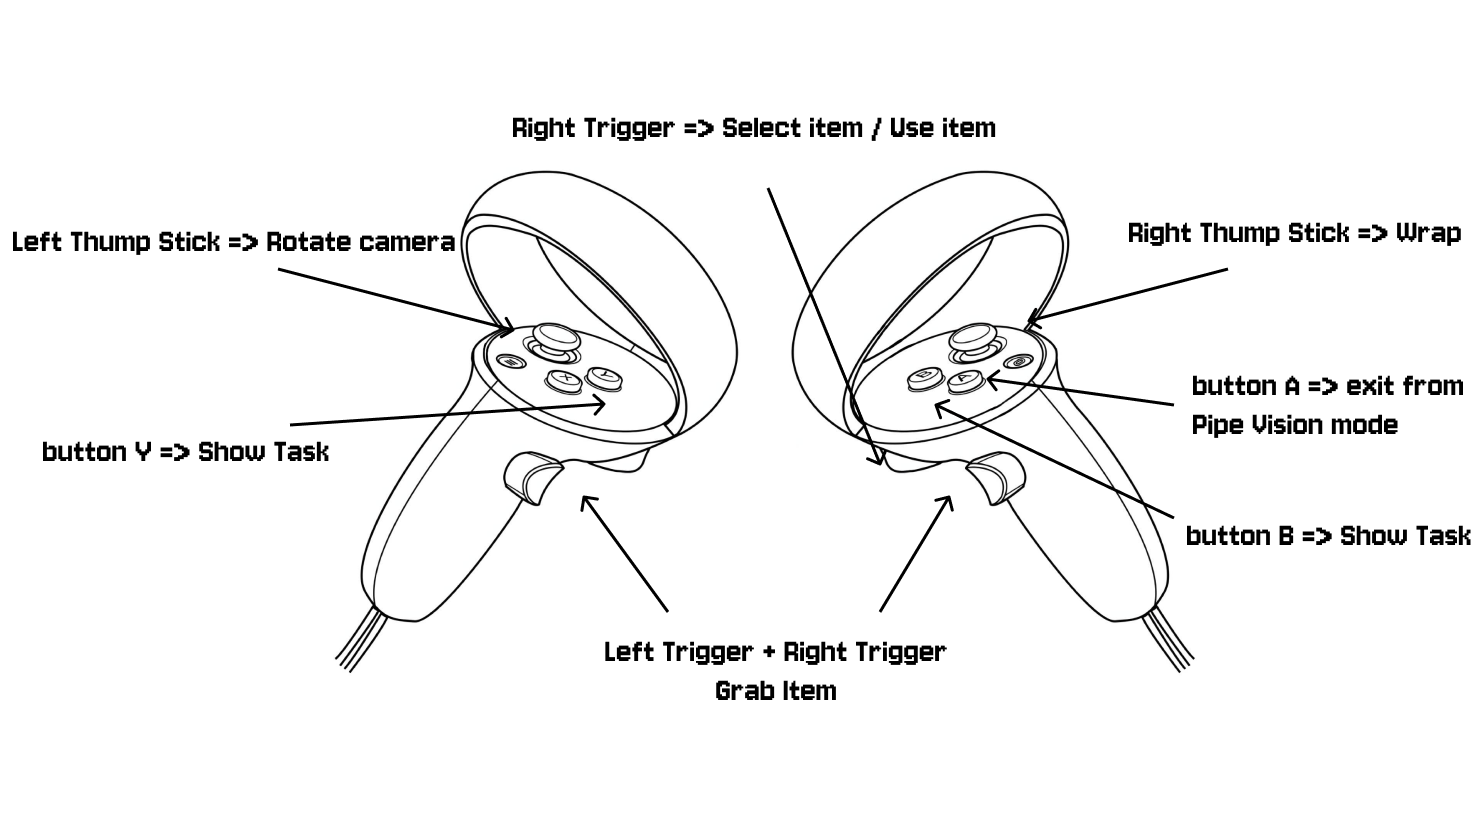 Right Trigger => Select item / Use item
Left Thump Stick => Rotate camera
Right Thump Stick => Wrap
button A => exit from
Pipe Vision mode
button Y => Show Task
button B => Show Task
Left Trigger + Right Trigger
Grab Item
X
Y
B
A